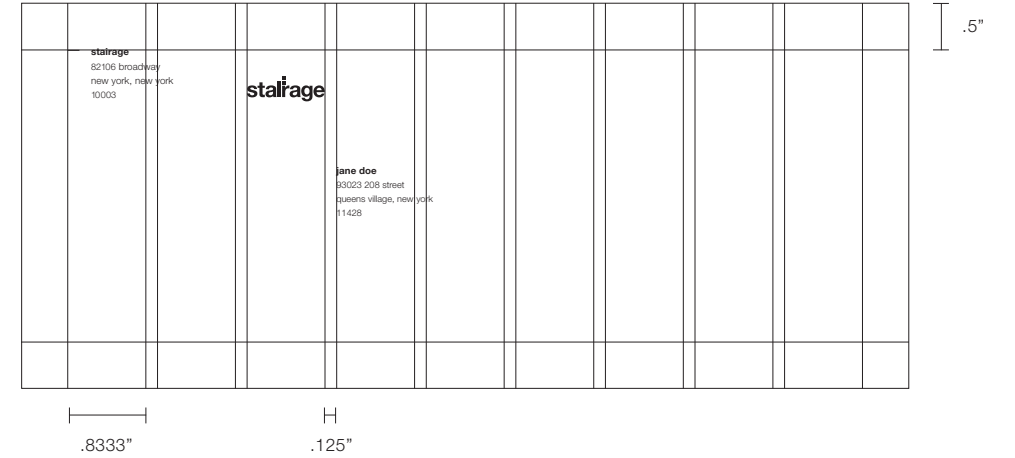 .5”
stairage
82106 broadway
new york, new york
10003
stairage
jane doe
93023 208 street
queens village, new york
11428
.8333”
.125”